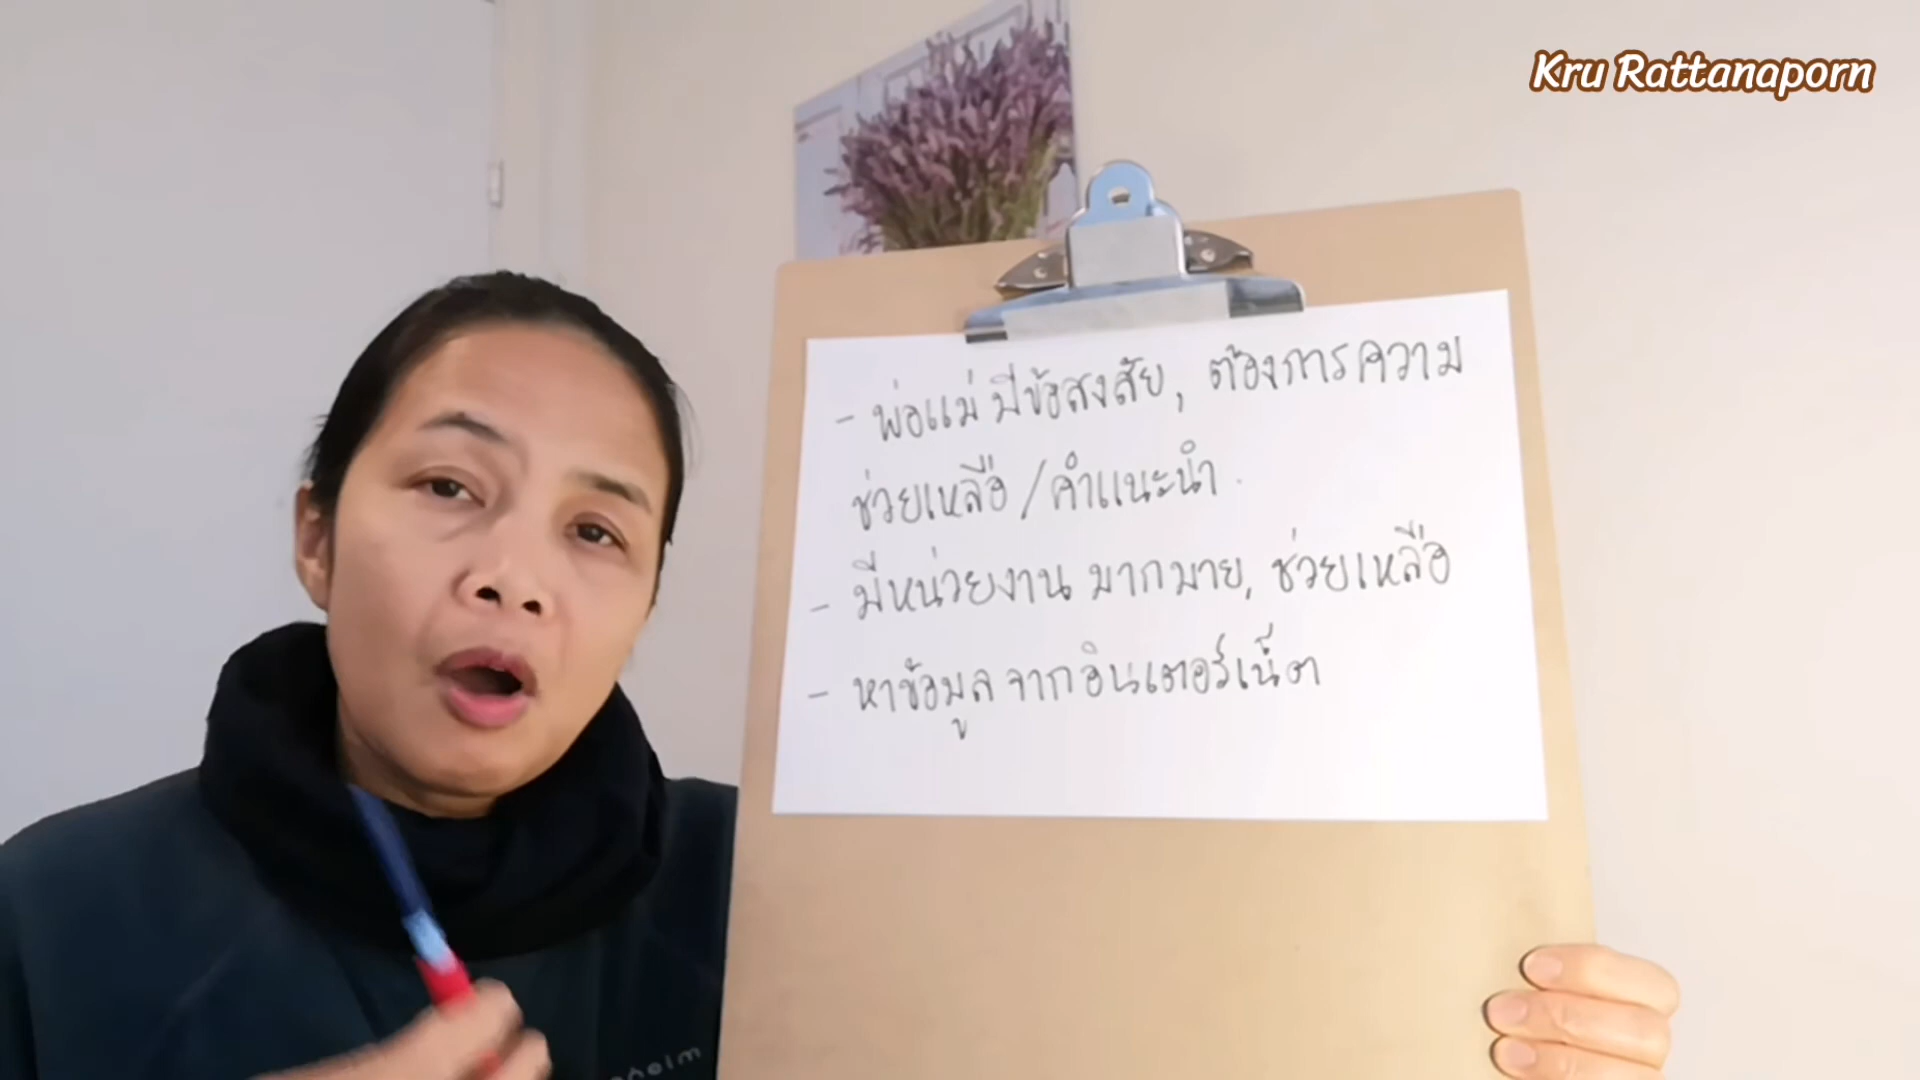 Kru Rattanaporn
- พ่อแม่ มีข้อสงสัย, ต้องการความ
ช่วยเหลือ / คำแนะนำ.
- มีหน่วยงาน มากมาย, ช่วยเหลือ
- หาข้อมูล จากอินเตอร์เน็ต